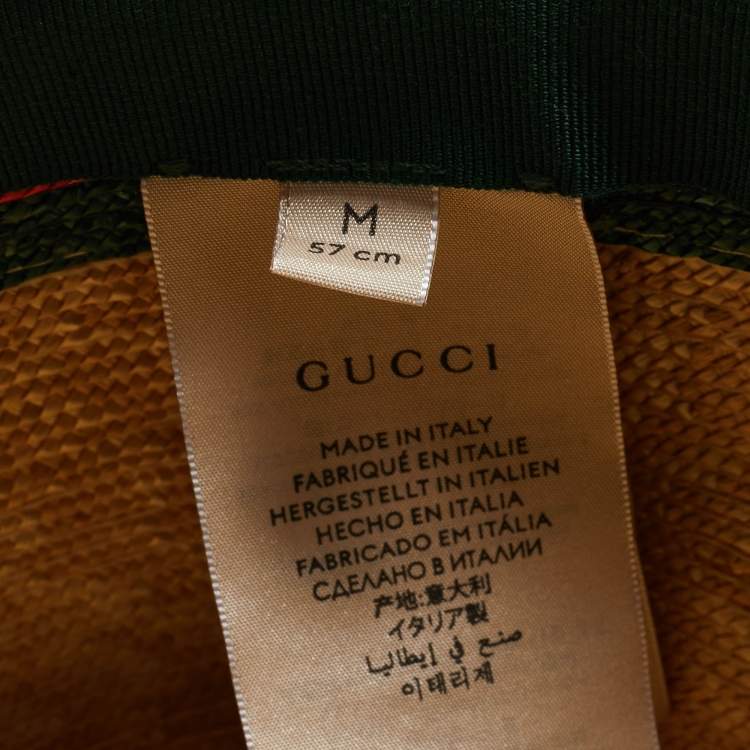 M
57 cm
GUCCI
MADE IN ITALY
FABRIQUÉ EN ITALIE
HERGESTELLT IN ITALIEN
HECHO EN ITALIA
FABRICADO EM ITÁLIA
СДЕЛАНО В ИТАЛИИ
产地:意大利
イタリア製
صنع في إيطاليا
이태리제